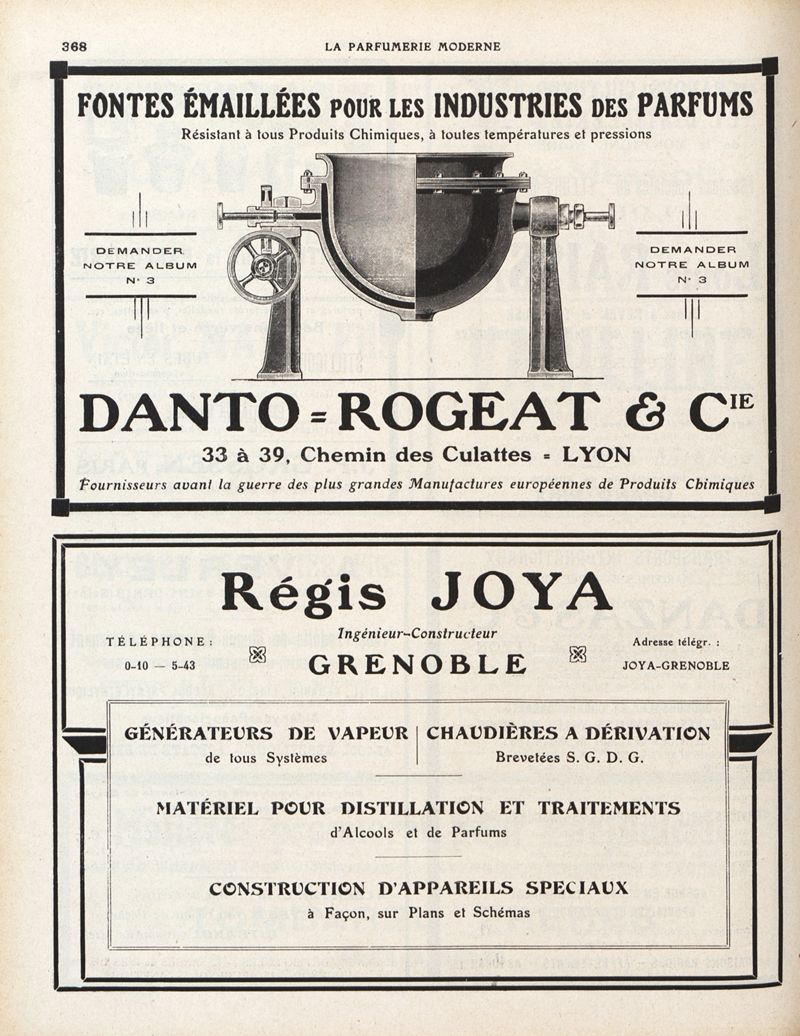 368
LA PARFUMERIE MODERNE
FONTES ÉMAILLÉES POUR LES INDUSTRIES DES PARFUMS
Résistant à tous Produits Chimiques, à toutes températures et pressions
DEMANDER
NOTRE ALBUM
N° 3
DEMANDER
NOTRE ALBUM
N° 3
DANTO=ROGEAT & CIE
33 à 39, Chemin des Culattes = LYON
Fournisseurs avant la guerre des plus grandes Manufactures européennes de Produits Chimiques
Régis JOYA
Ingénieur-Constructeur
GRENOBLE
TÉLÉPHONE:
0-10 — 5-43
Adresse télégr. :
JOYA-GRENOBLE
GÉNÉRATEURS DE VAPEUR
de tous Systèmes
CHAUDIÈRES A DÉRIVATION
Brevetées S. G. D. G.
MATÉRIEL POUR DISTILLATION ET TRAITEMENTS
d'Alcools et de Parfums
CONSTRUCTION D'APPAREILS SPECIAUX
à Façon, sur Plans et Schémas